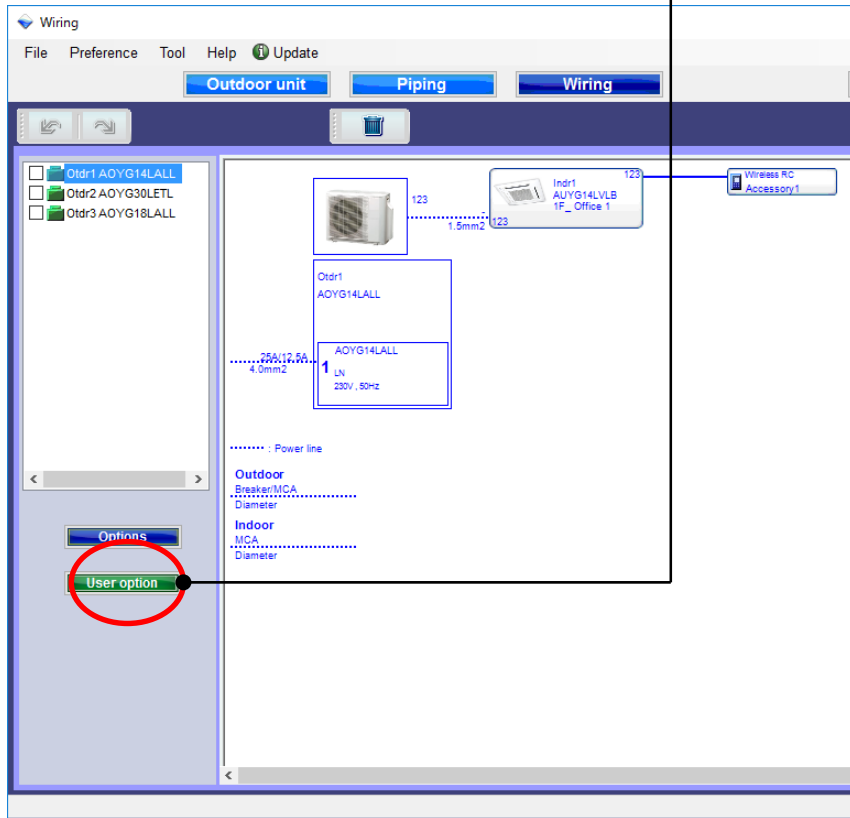 Wiring
File Preference Tool Help Update
Outdoor unit Piping Wiring
Otdr1 AOYG14LALL
Otdr2 AOYG30LETL
Otdr3 AOYG18LALL
123
-
1.5mm2
123
Indr1
AUYG14LVLB
1F_ Office 1
123
Wireless RC
Accessory1
Otdr1
AOYG14LALL
25A/12.5A
4.0mm2
AOYG14LALL
1
LN
230V , 50Hz
: Power line
Outdoor
Breaker/MCA
Diameter
Indoor
MCA
Diameter
Options
User option